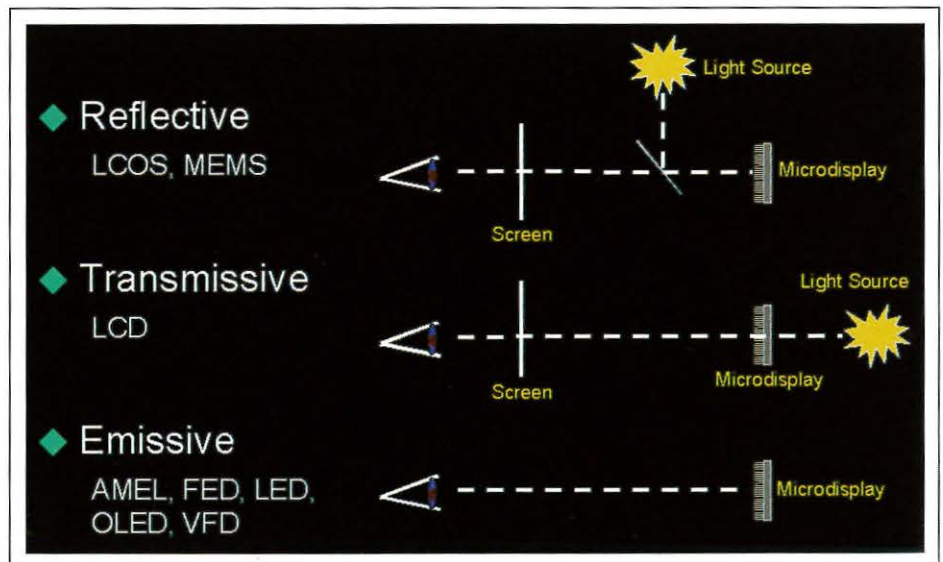 Light Source
Reflective
LCOS, MEMS
Microdisplay
Screen
Transmissive
Light Source
LCD
Microdisplay
Screen
Emissive
AMEL, FED, LED,
OLED, VFD
Microdisplay